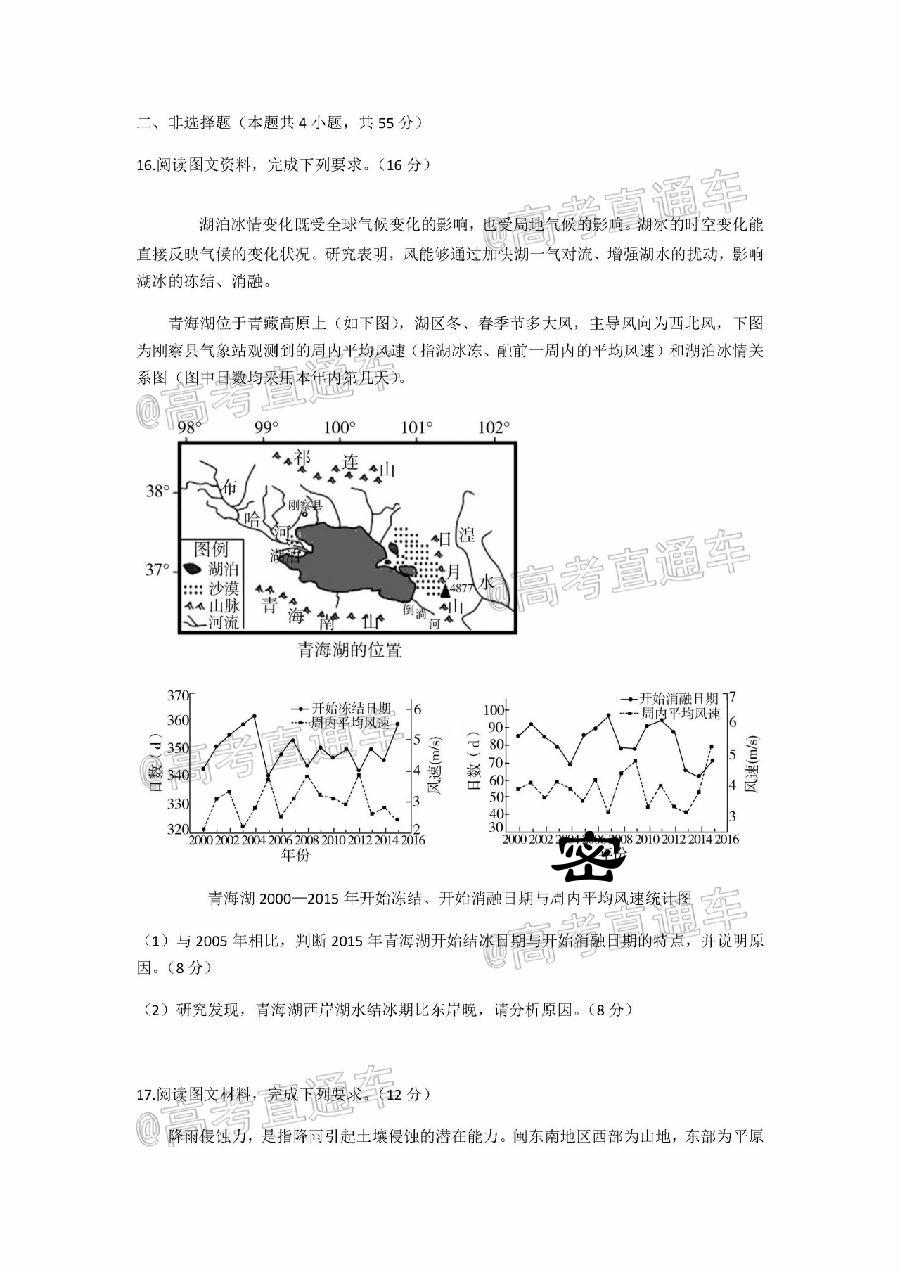 二、非选择题（本题共4小题，共55分）
16.阅读图文资料，完成下列要求。（16分）
湖泊冰情变化既受全球气候变化的影响，也受局地气候的影响。湖冰的时空变化能
直接反映气侯的变化状况。研究表明，风能够通过加快湖一气对流、增强湖水的扰动，影响
湖冰的冻结、消融。
青海湖位于青藏高原上（如下图），湖区冬、春季节多大风，主导风向为西北风，下图
为刚察县气象站观测到的周内平均风速（指湖冰冻、融前一周内的平均风速）和湖泊冰情关
系图（图中日数均采用本年内第几天）。
98° 99° 100° 101° 102°
38°
37°
祁连山
布哈河
刚察县
湖泊
日月山
湟水
4877
青海南山
倒淌河
图例
湖泊
沙漠
山脉
河流
青海湖的位置
370
360
350
340
330
320
日数（d）
开始冻结日期
周内平均风速
6
5
4
3
2
风速(m/s)
2000 2002 2004 2006 2008 2010 2012 2014 2016
年份
100
90
80
70
60
50
40
30
日数（d）
开始消融日期
周内平均风速
7
6
5
4
3
风速(m/s)
2000 2002 2004 2006 2008 2010 2012 2014 2016
年份
密
青海湖2000—2015年开始冻结、开始消融日期与周内平均风速统计图
（1）与2005年相比，判断2015年青海湖开始结冰日期与开始消融日期的特点，并说明原
因。（8分）
（2）研究发现，青海湖西岸湖水结冰期比东岸晚，请分析原因。（8分）
17.阅读图文材料，完成下列要求。（12分）
降雨侵蚀力，是指降雨引起土壤侵蚀的潜在能力。闽东南地区西部为山地，东部为平原
@高考直通车
@高考直通车
@高考直通车
@高考直通车
@高考直通车
@高考直通车
@高考直通车